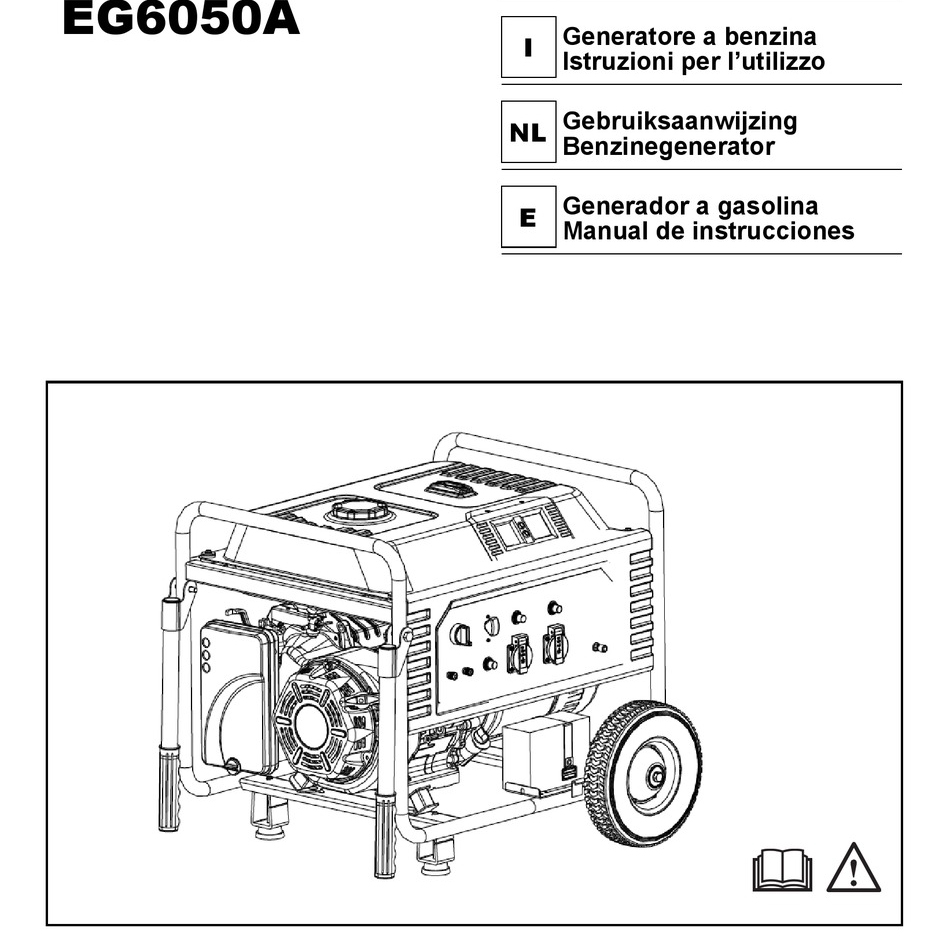 EG6050A
I
Generatore a benzina
Istruzioni per l’utilizzo
NL
Gebruiksaanwijzing
Benzinegenerator
E
Generador a gasolina
Manual de instrucciones